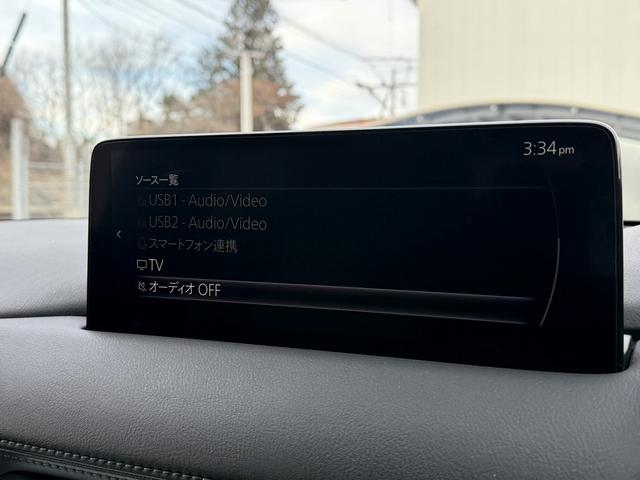 3:34 pm
ソース一覧
USB1 - Audio/Video
USB2 - Audio/Video
スマートフォン連携
TV
オーディオ OFF